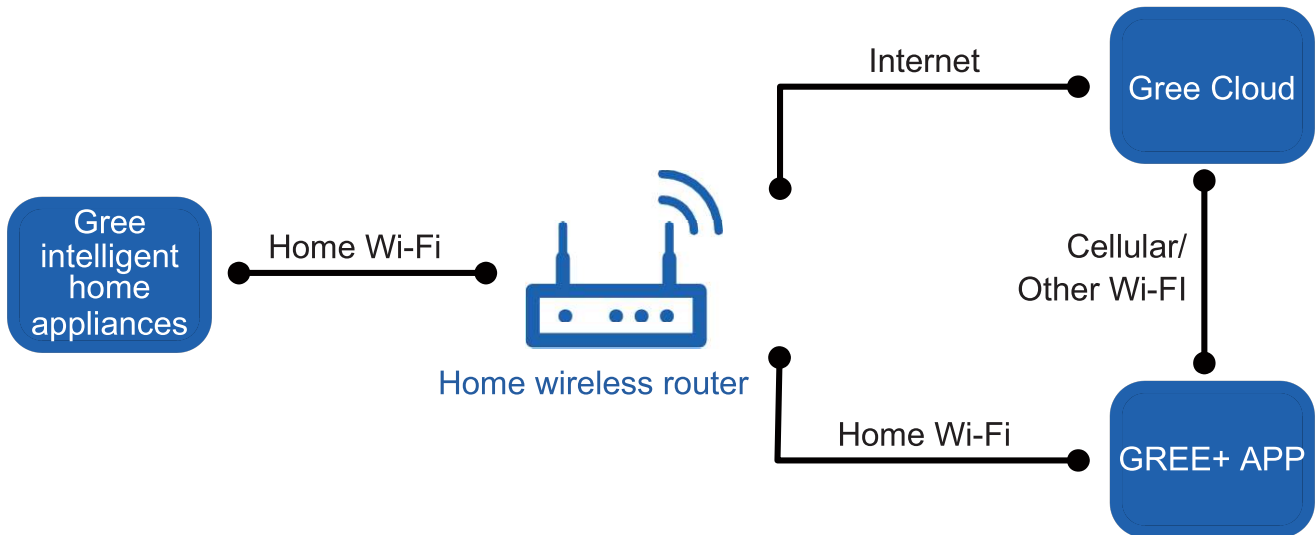 Internet
Gree Cloud
Gree
intelligent
home
appliances
Home Wi-Fi
Cellular/
Other Wi-FI
Home wireless router
Home Wi-Fi
GREE+ APP